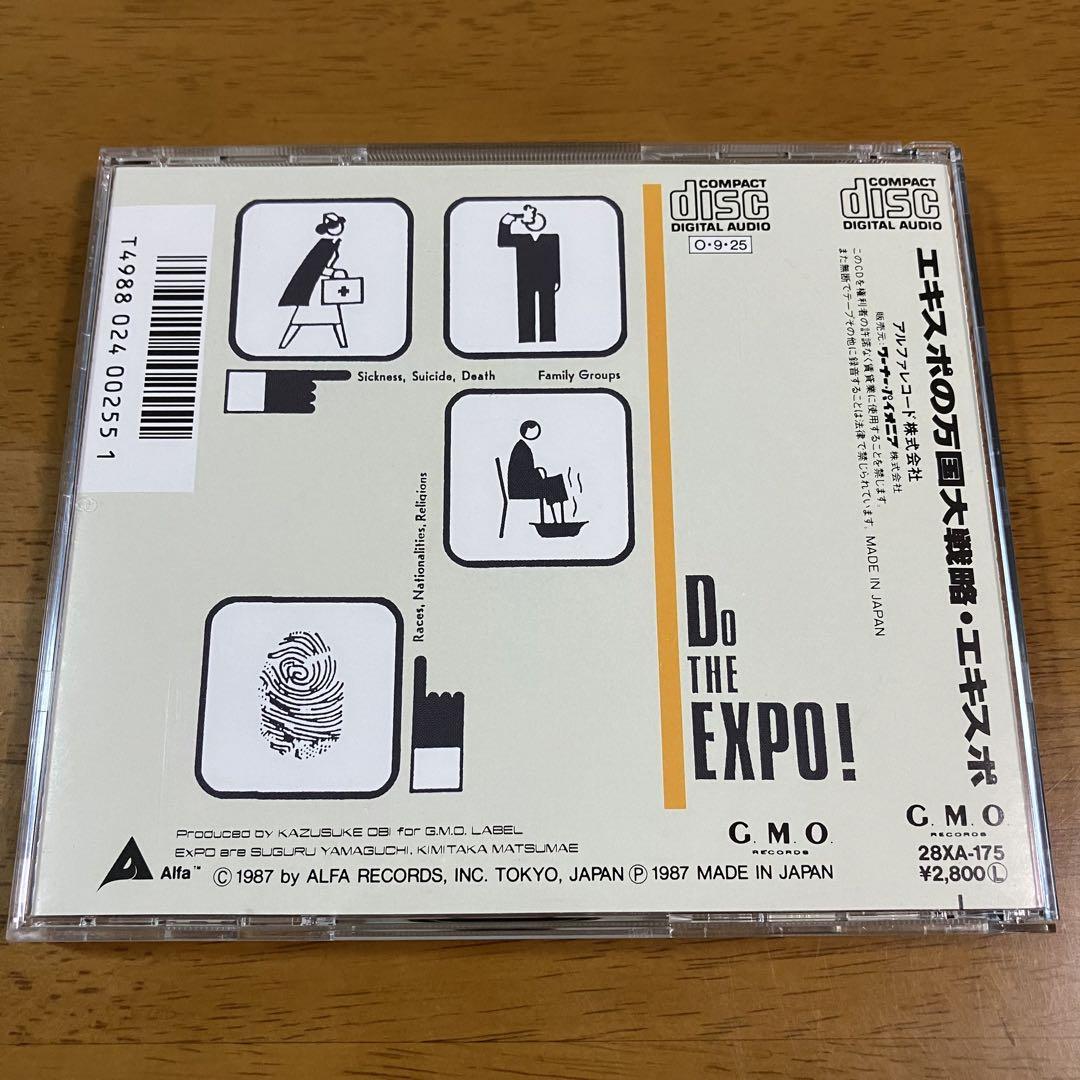 T4988 024 00255 1
Sickness, Suicide, Death
Family Groups
Races, Nationalities, Religions
COMPACT
disc
DIGITAL AUDIO
COMPACT
disc
DIGITAL AUDIO
O・9・25
エキスポの万国大戦略・エキスポ
アルファレコード株式会社
販売元:ワーナー・パイオニア株式会社
このCDを権利者の許諾なく賃貸業に使用することを禁じます。
また無断でテープその他に録音することは法律で禁じられています。MADE IN JAPAN
DO
THE
EXPO!
Produced by KAZUSUKE OBI for G.M.O. LABEL
EXPO are SUGURU YAMAGUCHI, KIMITAKA MATSUMAE
Alfa™
Ⓒ 1987 by ALFA RECORDS, INC. TOKYO, JAPAN Ⓟ 1987 MADE IN JAPAN
G. M. O.
RECORDS
G. M. O.
RECORDS
28XA-175
¥2,800Ⓛ